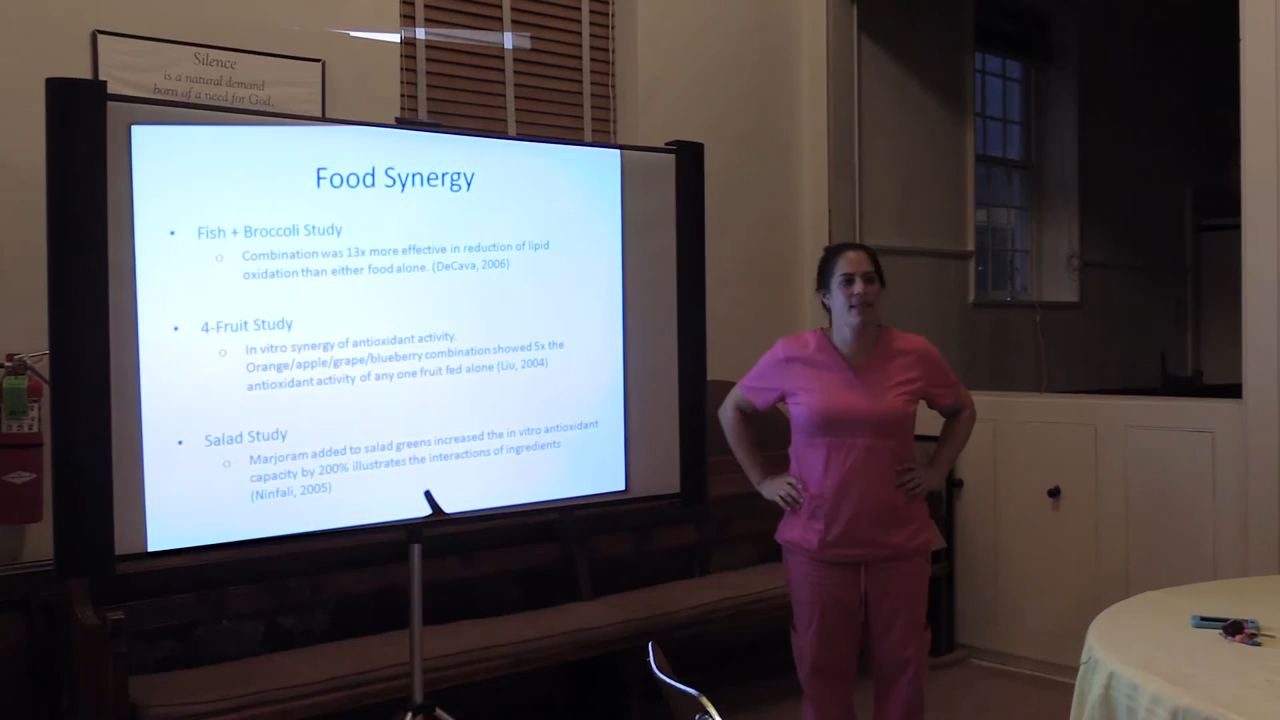 Silence
is a natural demand
born of a need for God,
Food Synergy
• Fish + Broccoli Study
o Combination was 13x more effective in reduction of lipid
oxidation than either food alone. (DeCava, 2006)
• 4-Fruit Study
o In vitro synergy of antioxidant activity.
Orange/apple/grape/blueberry combination showed 5x the
antioxidant activity of any one fruit fed alone (Liu, 2004)
• Salad Study
o Marjoram added to salad greens increased the in vitro antioxidant
capacity by 200% illustrates the interactions of ingredients
(Ninfali, 2005)